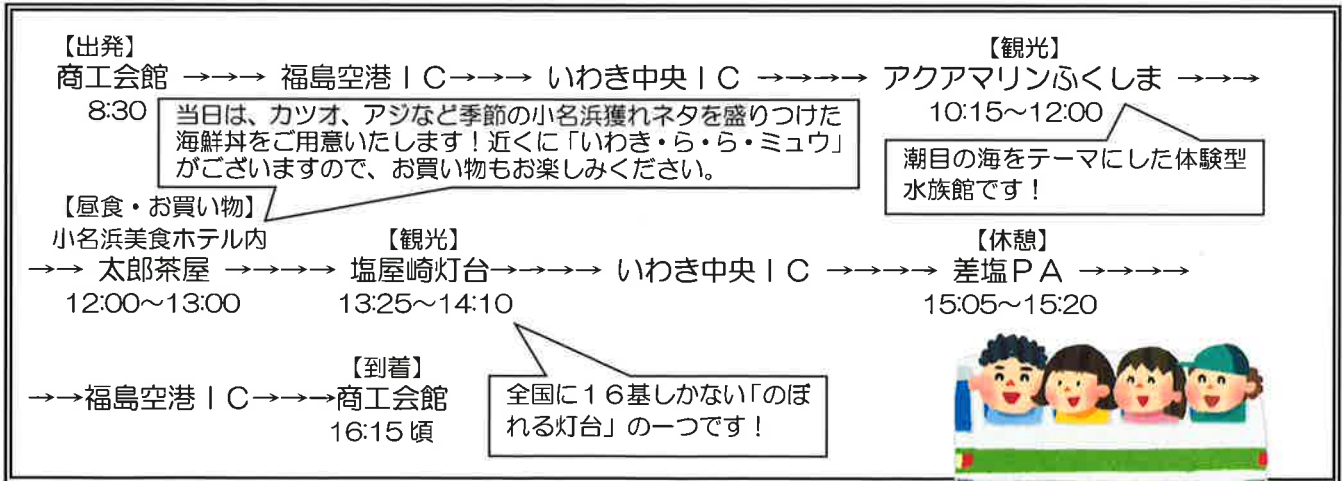 【出発】
【観光】
商工会館 →→→ 福島空港IC→→→ いわき中央IC →→→→ アクアマリンふくしま →→→
8:30
10:15～12:00
当日は、カツオ、アジなど季節の小名浜獲れネタを盛りつけた
海鮮丼をご用意いたします！近くに「いわき・ら・ら・ミュウ」
がございますので、お買い物もお楽しみください。
潮目の海をテーマにした体験型
水族館です！
【昼食・お買い物】
小名浜美食ホテル内
【観光】
【休憩】
→→ 太郎茶屋 →→→→ 塩屋崎灯台→→→→ いわき中央IC →→→→ 差塩PA →→→→
12:00～13:00
13:25～14:10
15:05～15:20
【到着】
→→福島空港IC→→→商工会館
16:15頃
全国に16基しかない「のぼ
れる灯台」の一つです！